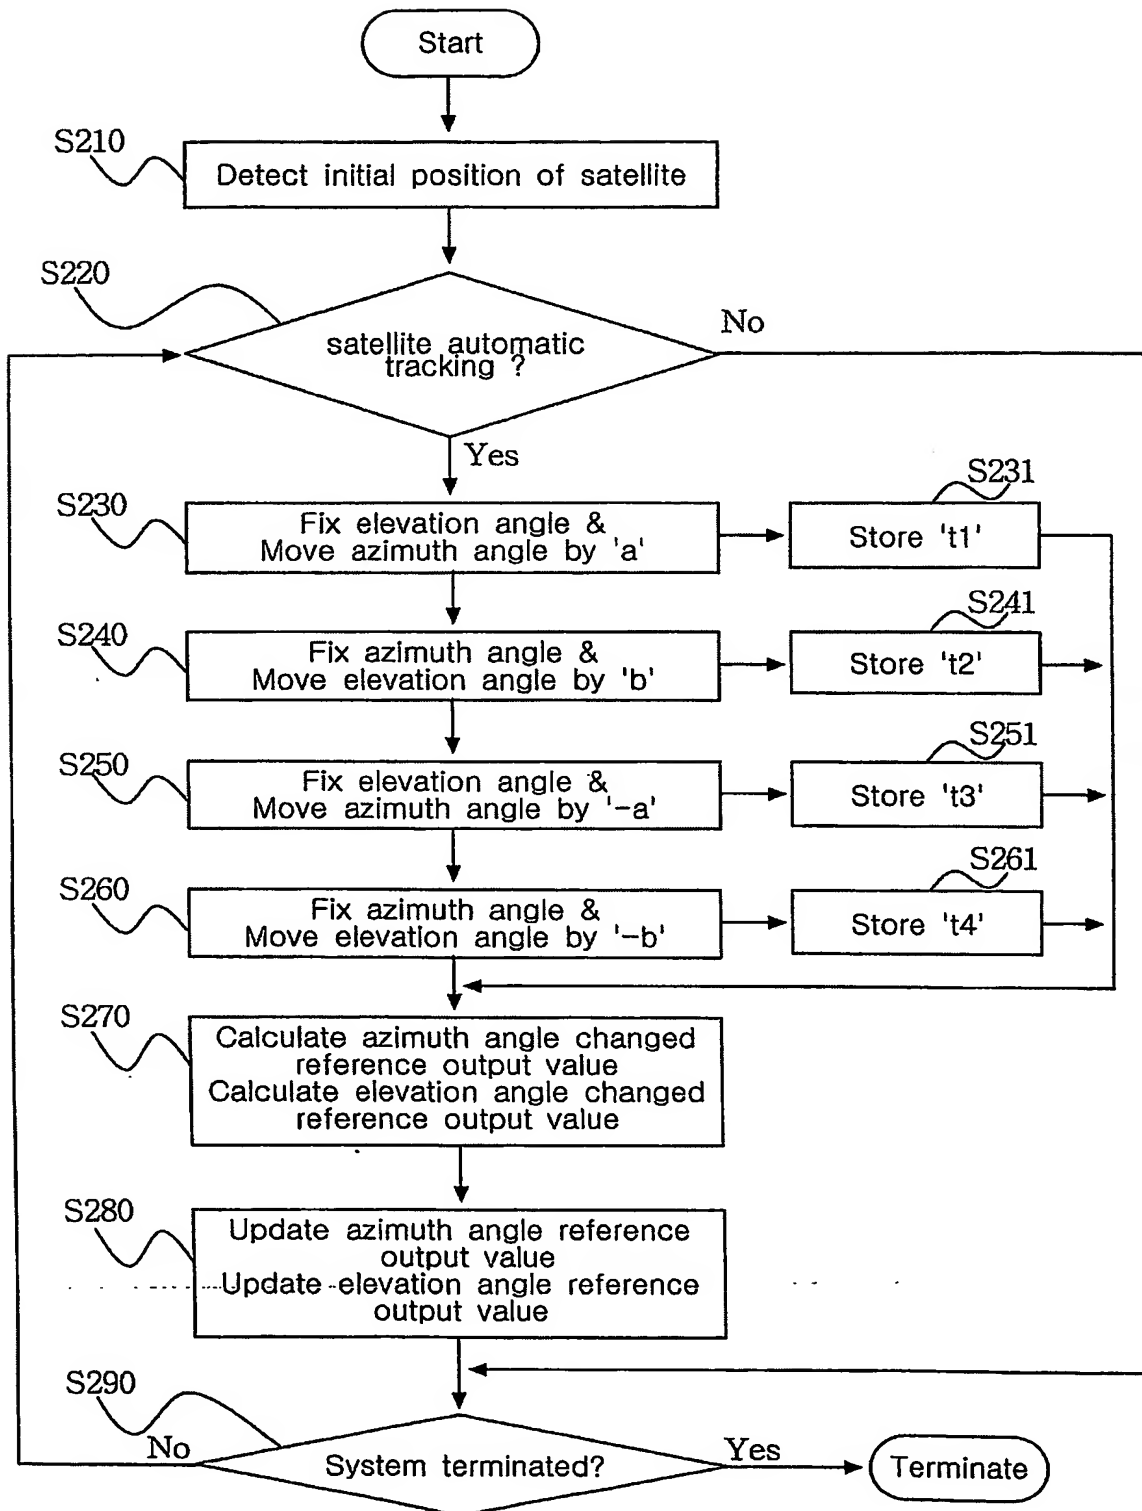 Start
S210
Detect initial position of satellite
S220
satellite automatic
tracking ?
No
Yes
S230
Fix elevation angle &
Move azimuth angle by 'a'
S231
Store 't1'
S240
Fix azimuth angle &
Move elevation angle by 'b'
S241
Store 't2'
S250
Fix elevation angle &
Move azimuth angle by '-a'
S251
Store 't3'
S260
Fix azimuth angle &
Move elevation angle by '-b'
S261
Store 't4'
S270
Calculate azimuth angle changed
reference output value
Calculate elevation angle changed
reference output value
S280
Update azimuth angle reference
output value
Update elevation angle reference
output value
S290
No
System terminated?
Yes
Terminate